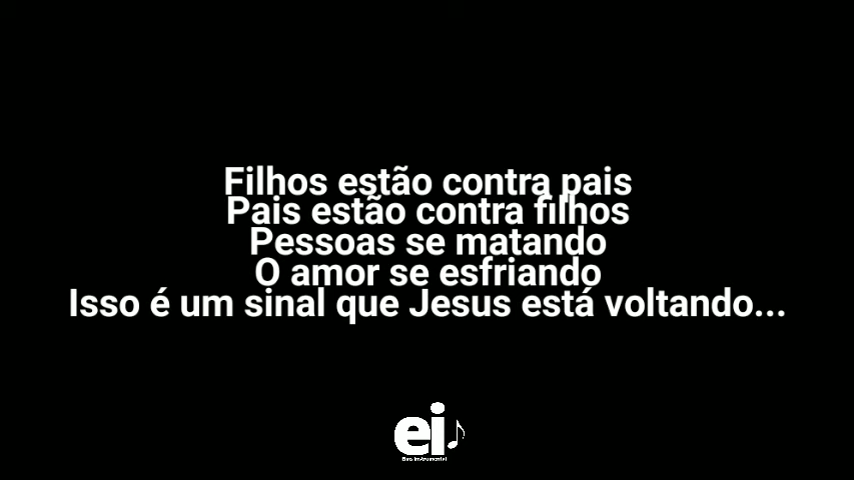 Filhos estão contra pais
Pais estão contra filhos
Pessoas se matando
O amor se esfriando
Isso é um sinal que Jesus está voltando...
ei